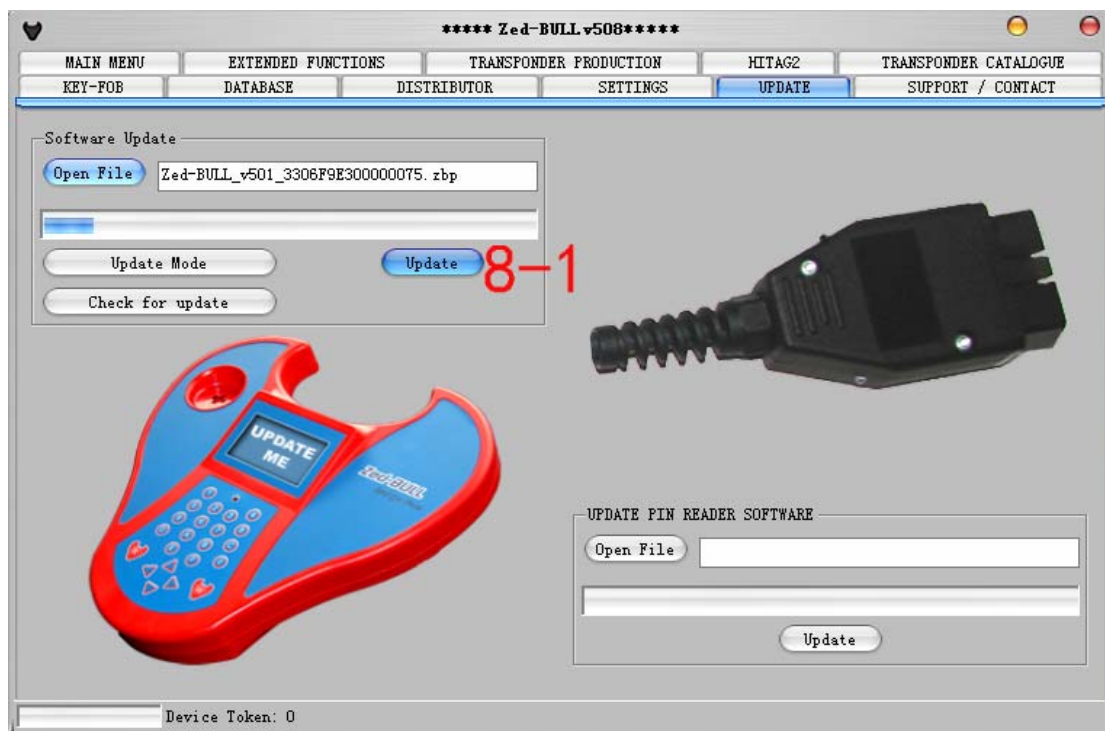 ***** Zed-BULL v508*****
MAIN MENU EXTENDED FUNCTIONS TRANSPONDER PRODUCTION HITAG2 TRANSPONDER CATALOGUE
KEY-FOB DATABASE DISTRIBUTOR SETTINGS UPDATE SUPPORT / CONTACT
Software Update
Open File Zed-BULL_v501_3306F9E300000075.zbp
Update Mode Update 8-1
Check for update
UPDATE
ME
Zed-BULL
UPDATE PIN READER SOFTWARE
Open File
Update
Device Token: 0